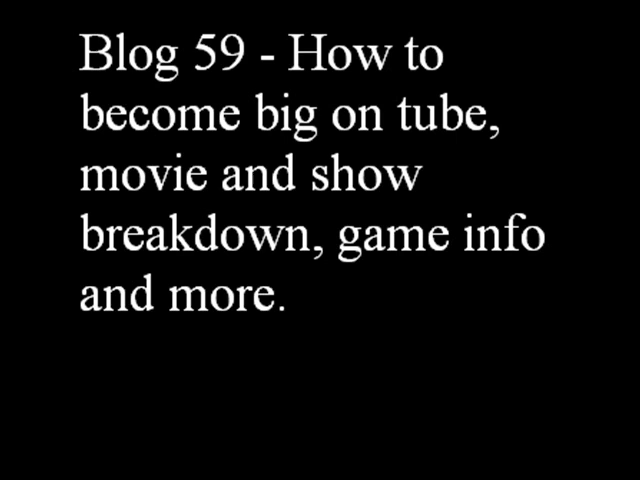 Blog 59 - How to
become big on tube,
movie and show
breakdown, game info
and more.